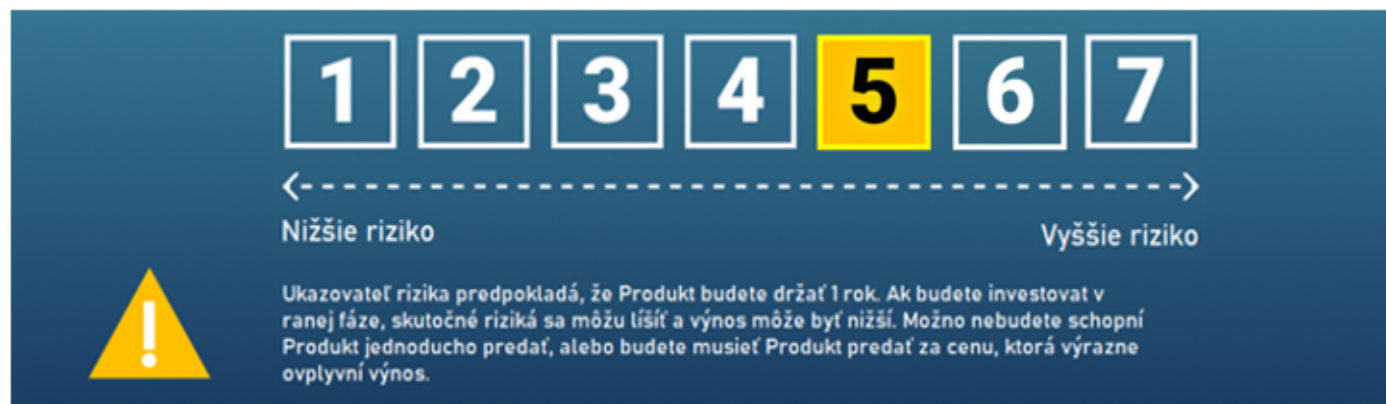 1 2 3 4 5 6 7
Nižšie riziko Vyššie riziko
!
Ukazovateľ rizika predpokladá, že Produkt budete držať 1 rok. Ak budete investovat v
ranej fáze, skutočné riziká sa môžu líšíť a výnos môže byť nižší. Možno nebudete schopní
Produkt jednoducho predať, alebo budete musieť Produkt predať za cenu, ktorá výrazne
ovplyvní výnos.